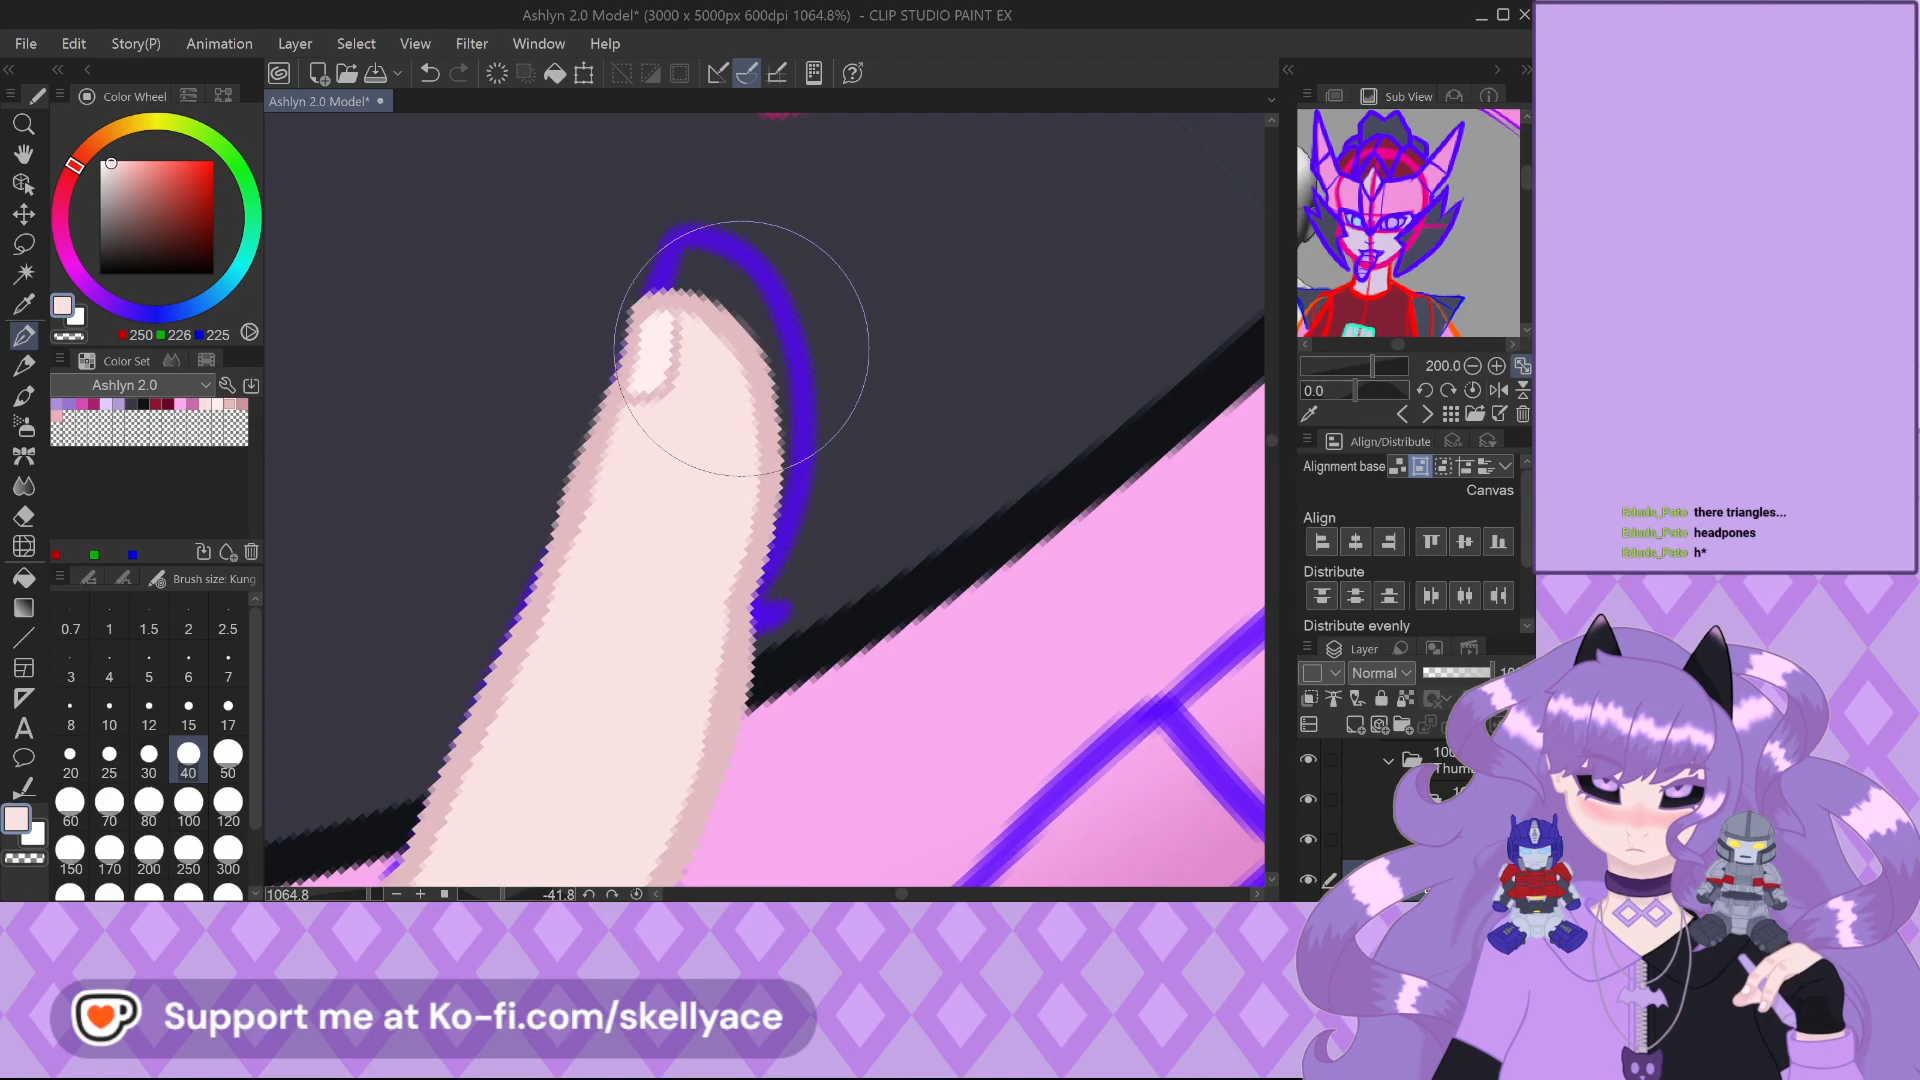 Ashlyn 2.0 Model* (3000 x 5000px 600dpi 1064.8%) - CLIP STUDIO PAINT EX
File Edit Story(P) Animation Layer Select View Filter Window Help
Color Wheel
Ashlyn 2.0 Model*
Sub View
250 226 225
Color Set
Ashlyn 2.0
200.0
0.0
Align/Distribute
Alignment base
Canvas
Align
Distribute
Distribute evenly
Brush size: Kung
0.7 1 1.5 2 2.5
3 4 5 6 7
8 10 12 15 17
20 25 30 40 50
60 70 80 100 120
150 170 200 250 300
Layer
Normal
1064.8
-41.8
Eduds_Pato there triangles...
Eduds_Pato headpones
Eduds_Pato h*
Support me at Ko-fi.com/skellyace